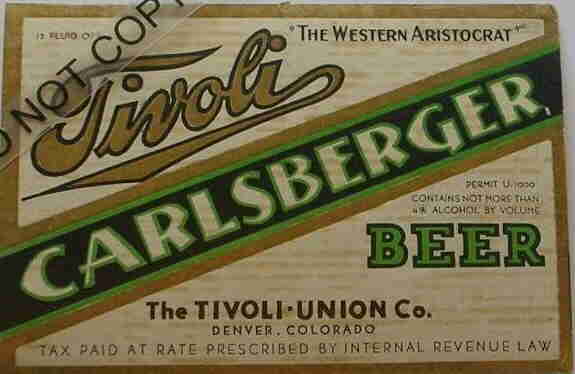 DO NOT COPY
12 FLUID OZ
"THE WESTERN ARISTOCRAT"
Tivoli
CARLSBERGER
PERMIT U-1000
CONTAINS NOT MORE THAN
4% ALCOHOL BY VOLUME
BEER
The TIVOLI-UNION Co.
DENVER, COLORADO
TAX PAID AT RATE PRESCRIBED BY INTERNAL REVENUE LAW